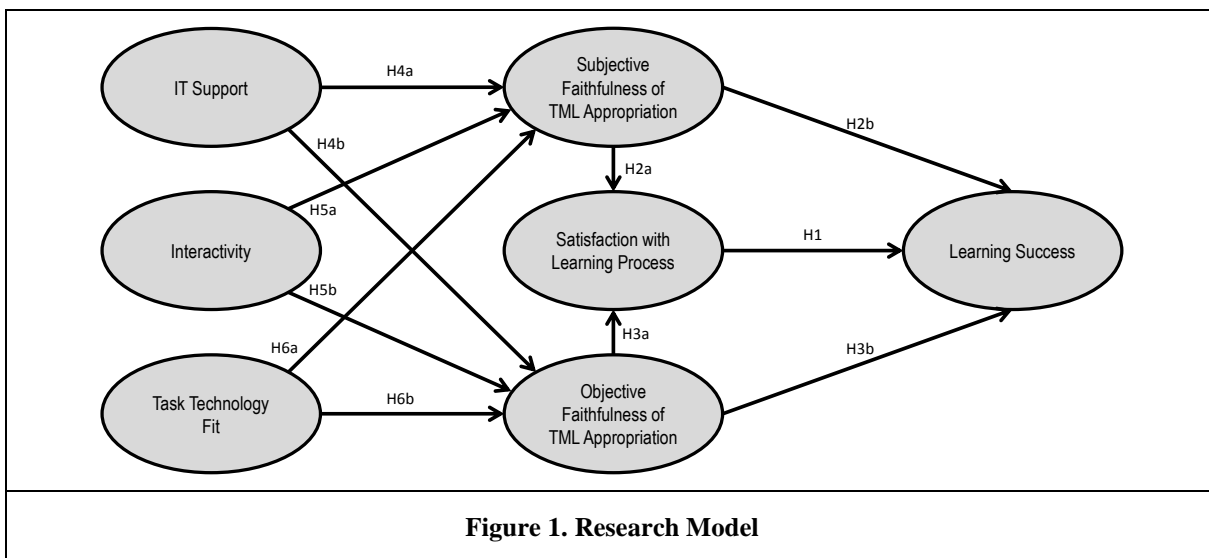 IT Support
H4a
Subjective
Faithfulness of
TML Appropriation
H4b
H2b
H2a
Interactivity
H5a
Satisfaction with
Learning Process
H1
Learning Success
H5b
H3a
H6a
H3b
Task Technology
Fit
H6b
Objective
Faithfulness of
TML Appropriation
Figure 1. Research Model